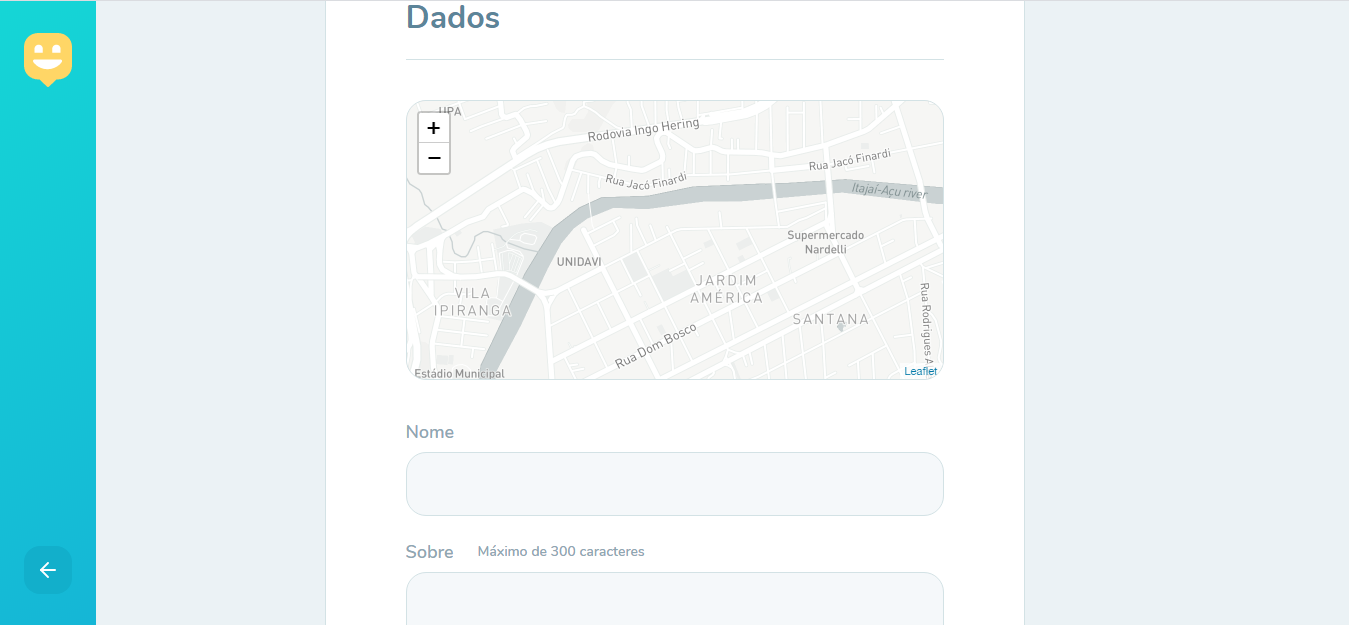 Dados
UPA
+
−
Rodovia Ingo Hering
Rua Jacó Finardi
Rua Jacó Finardi
Itajaí-Açu river
Supermercado
Nardelli
UNIDAVI
JARDIM
AMÉRICA
VILA
IPIRANGA
SANTANA
Rua Rodrigues A
Rua Dom Bosco
Estádio Municipal
Leaflet
Nome
Sobre Máximo de 300 caracteres